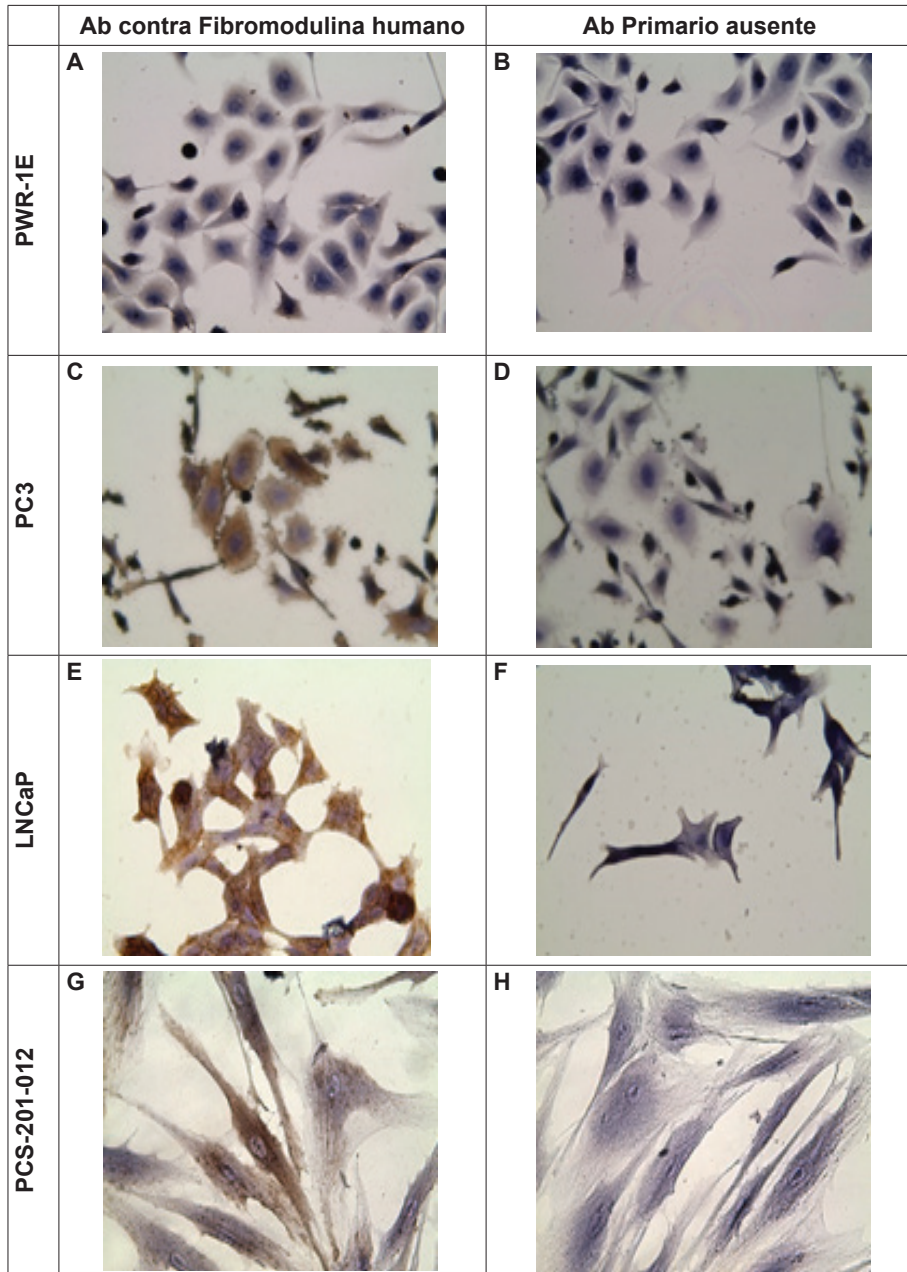 Ab contra Fibromodulina humano
Ab Primario ausente
PWR-1E
A
B
PC3
C
D
LNCaP
E
F
PCS-201-012
G
H